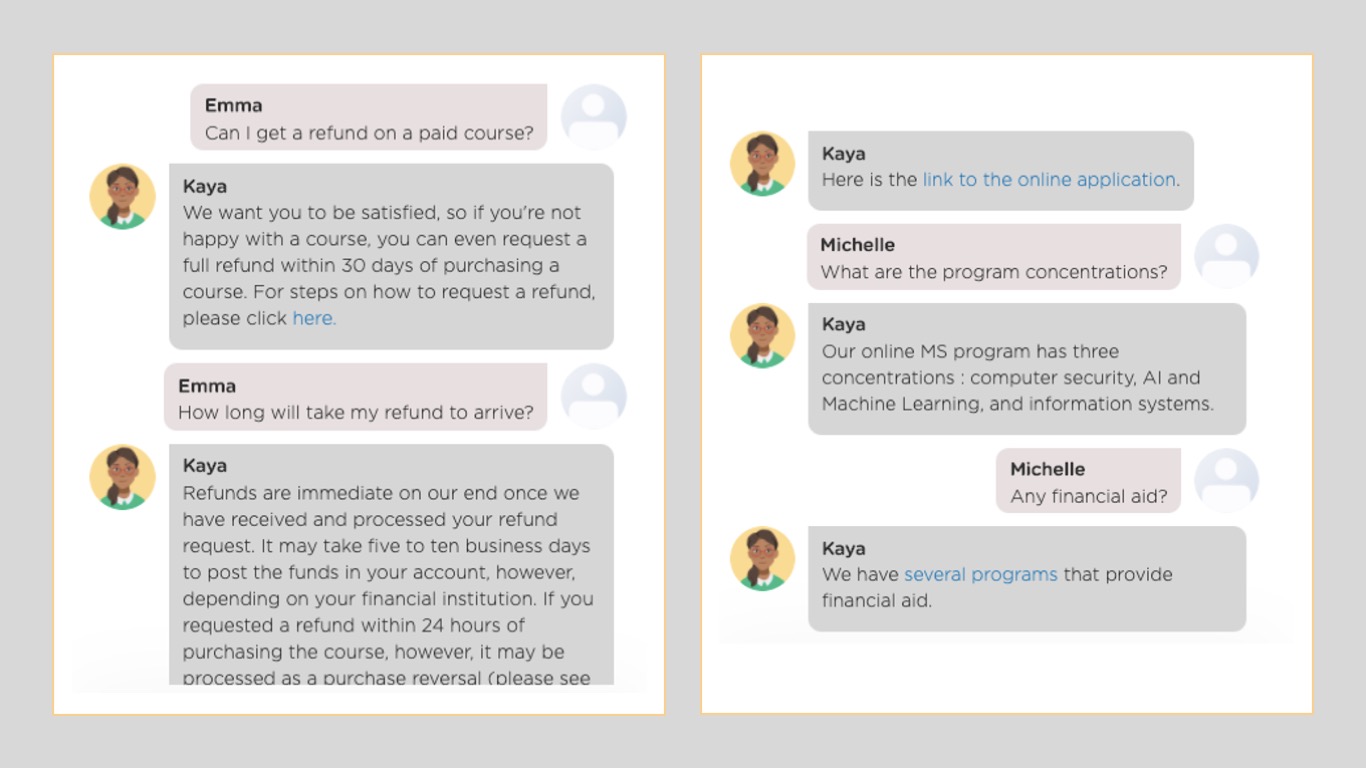 Emma
Can I get a refund on a paid course?
Kaya
We want you to be satisfied, so if you're not
happy with a course, you can even request a
full refund within 30 days of purchasing a
course. For steps on how to request a refund,
please click here.
Emma
How long will take my refund to arrive?
Kaya
Refunds are immediate on our end once we
have received and processed your refund
request. It may take five to ten business days
to post the funds in your account, however,
depending on your financial institution. If you
requested a refund within 24 hours of
purchasing the course, however, it may be
processed as a purchase reversal (please see
Kaya
Here is the link to the online application.
Michelle
What are the program concentrations?
Kaya
Our online MS program has three
concentrations : computer security, AI and
Machine Learning, and information systems.
Michelle
Any financial aid?
Kaya
We have several programs that provide
financial aid.